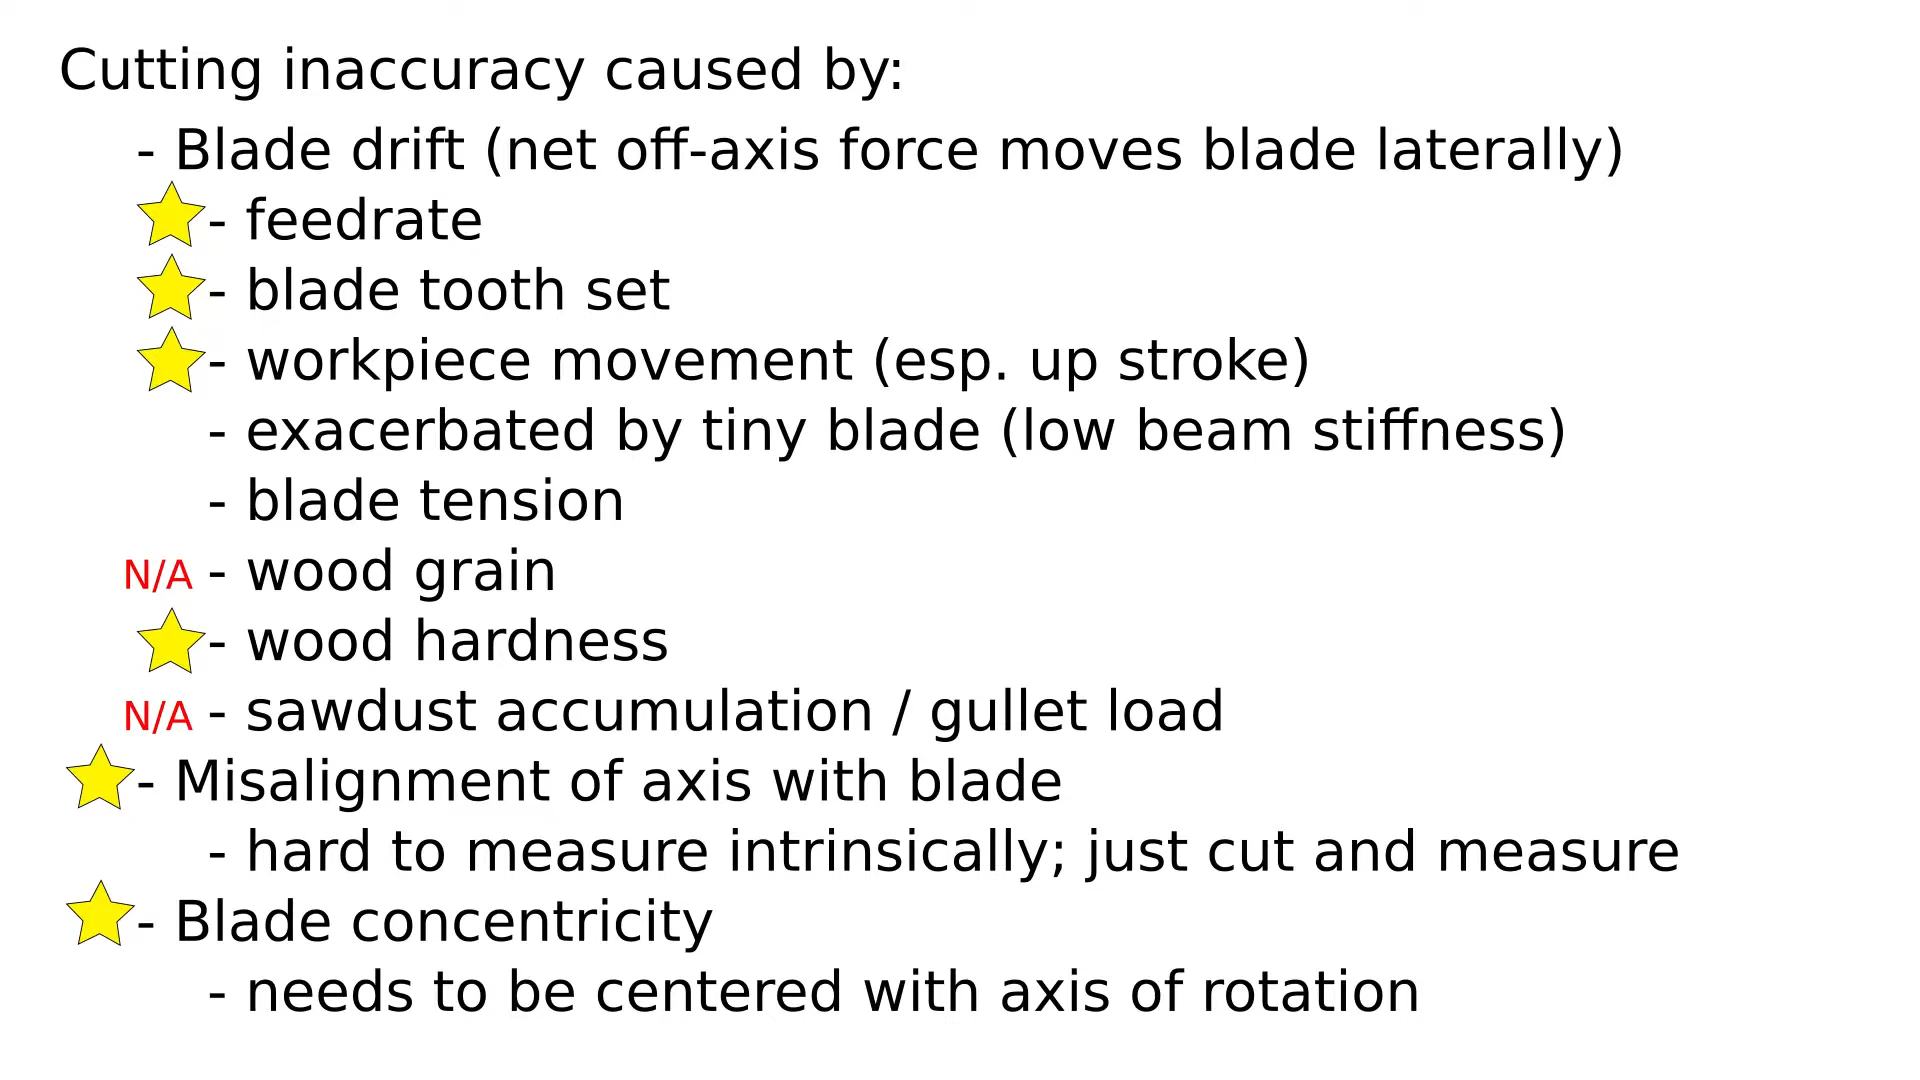 Cutting inaccuracy caused by:
- Blade drift (net off-axis force moves blade laterally)
- feedrate
- blade tooth set
- workpiece movement (esp. up stroke)
- exacerbated by tiny blade (low beam stiffness)
- blade tension
N/A - wood grain
- wood hardness
N/A - sawdust accumulation / gullet load
- Misalignment of axis with blade
- hard to measure intrinsically; just cut and measure
- Blade concentricity
- needs to be centered with axis of rotation